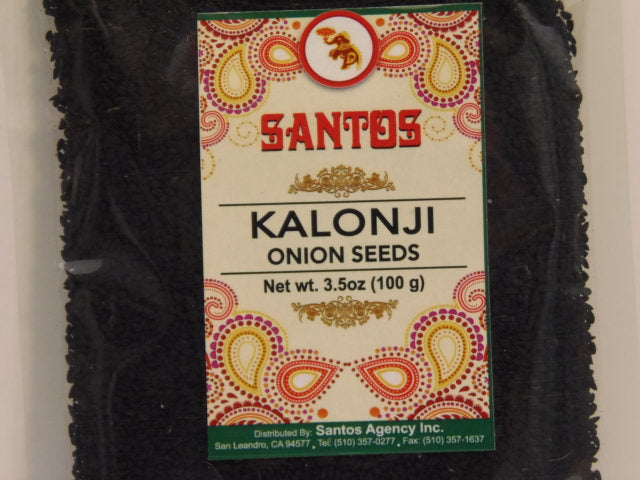 SANTOS
KALONJI
ONION SEEDS
Net wt. 3.5oz (100 g)
Distributed By: Santos Agency Inc.
San Leandro, CA 94577 • Tel: (510) 357-0277 • Fax: (510) 357-1637